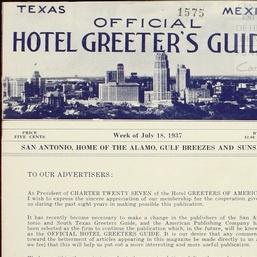 TEXAS 1575 MEXI
OFFICIAL
HOTEL GREETER'S GUID
PRICE
FIVE CENTS
Week of July 18, 1937
SAN ANTONIO, HOME OF THE ALAMO, GULF BREEZES AND SUNS
TO OUR ADVERTISERS:
As President of CHARTER TWENTY SEVEN of the Hotel GREETERS OF AMERIC
I wish to express the sincere appreciation of our membership for the cooperation give
us during the past eight years in making possible this publication.
It has recently become necessary to make a change in the publishers of the San A
tonio and South Texas Greeters Guide, and the American Publishing Company h
been selected as the firm to continue the publication which, in the future, will be know
as the OFFICIAL HOTEL GREETERS GUIDE. It is our desire that any commen
toward the betterment of articles appearing in this magazine be made directly to us a
we feel that this will help us put out a more interesting and more useful publication.